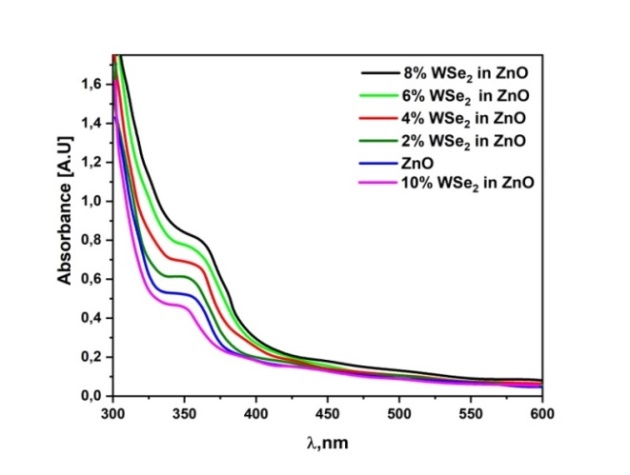 8% WSe₂ in ZnO
6% WSe₂ in ZnO
4% WSe₂ in ZnO
2% WSe₂ in ZnO
ZnO
10% WSe₂ in ZnO
Absorbance [A.U]
1,6
1,4
1,2
1,0
0,8
0,6
0,4
0,2
0,0
300 350 400 450 500 550 600
λ,nm